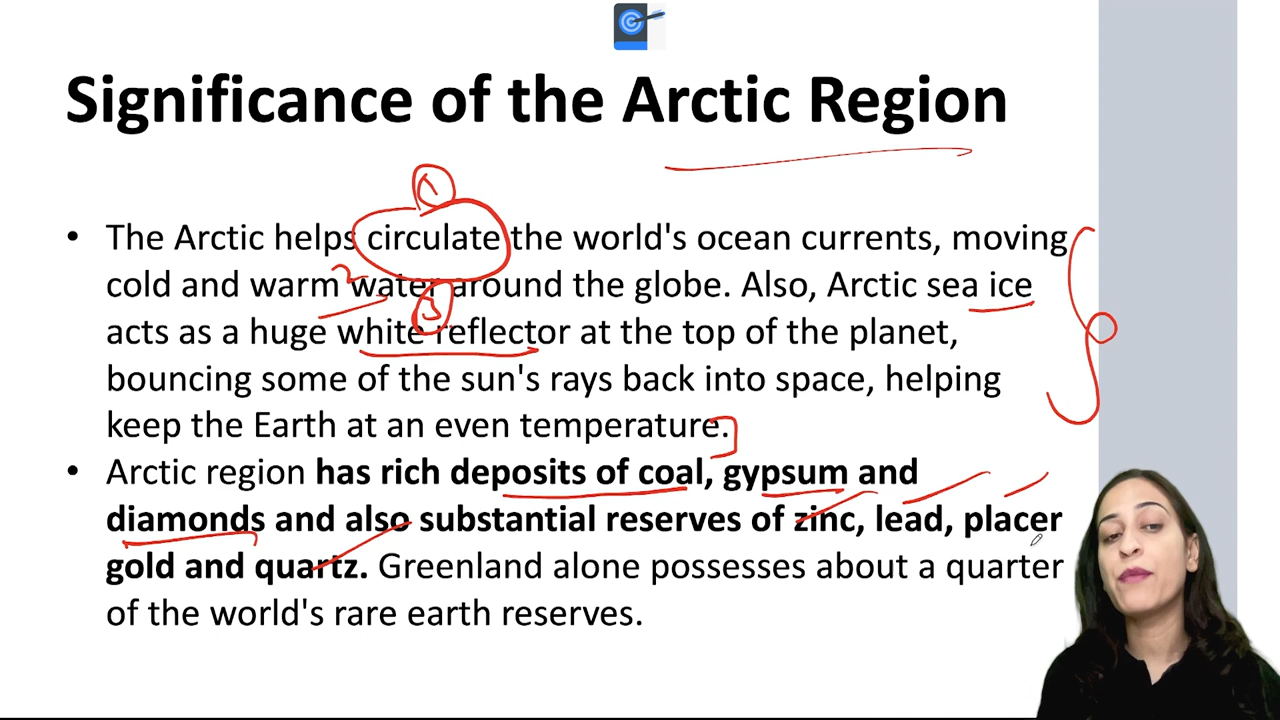 Significance of the Arctic Region
1
• The Arctic helps circulate the world's ocean currents, moving
cold and warm water around the globe. Also, Arctic sea ice
2
3
acts as a huge white reflector at the top of the planet,
bouncing some of the sun's rays back into space, helping
keep the Earth at an even temperature.
• Arctic region has rich deposits of coal, gypsum and
diamonds and also substantial reserves of zinc, lead, placer
gold and quartz. Greenland alone possesses about a quarter
of the world's rare earth reserves.